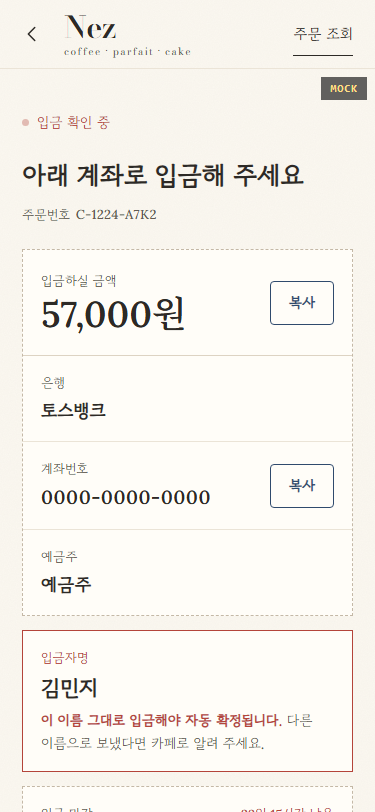 Nez
coffee · parfait · cake
주문 조회
MOCK
입금 확인 중
아래 계좌로 입금해 주세요
주문번호 C-1224-A7K2
입금하실 금액
57,000원
복사
은행
토스뱅크
계좌번호
0000-0000-0000
복사
예금주
예금주
입금자명
김민지
이 이름 그대로 입금해야 자동 확정됩니다. 다른
이름으로 보냈다면 카페로 알려 주세요.